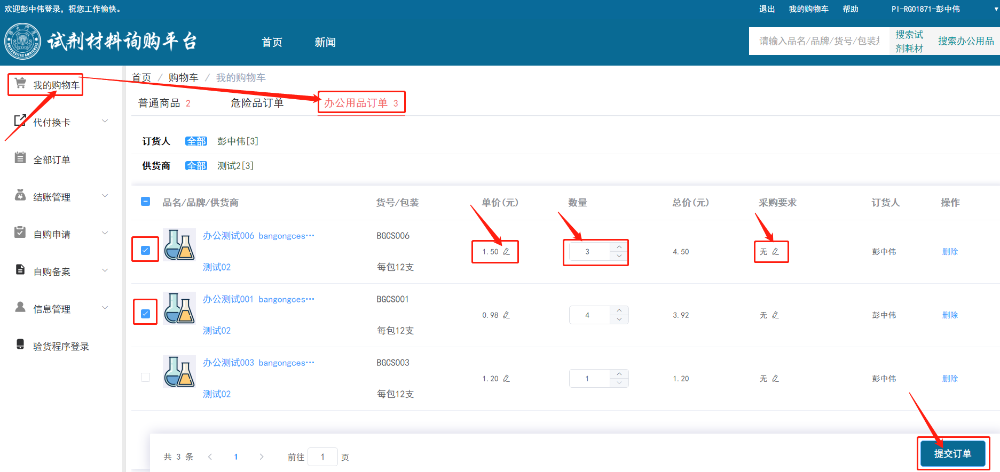 欢迎彭中伟登录，祝您工作愉快。
退出 我的购物车 帮助 PI-RG01871-彭中伟
试剂材料询购平台
首页 新闻
请输入品名/品牌/货号/包装规
搜索试剂耗材
搜索办公用品
我的购物车
代付换卡
全部订单
结账管理
自购申请
自购备案
信息管理
验货程序登录
首页 / 购物车 / 我的购物车
普通商品 2 危险品订单 办公用品订单 3
订货人 全部 彭中伟[3]
供货商 全部 测试2[3]
品名/品牌/供货商 货号/包装 单价(元) 数量 总价(元) 采购要求 订货人 操作
办公测试006 bangongces… BGCS006
1.50 3 4.50 无 彭中伟 删除
测试02 每包12支
办公测试001 bangongces… BGCS001
0.98 4 3.92 无 彭中伟 删除
测试02 每包12支
办公测试003 bangongces… BGCS003
1.20 1 1.20 无 彭中伟 删除
测试02 每包12支
共 3 条 < 1 > 前往 1 页
提交订单